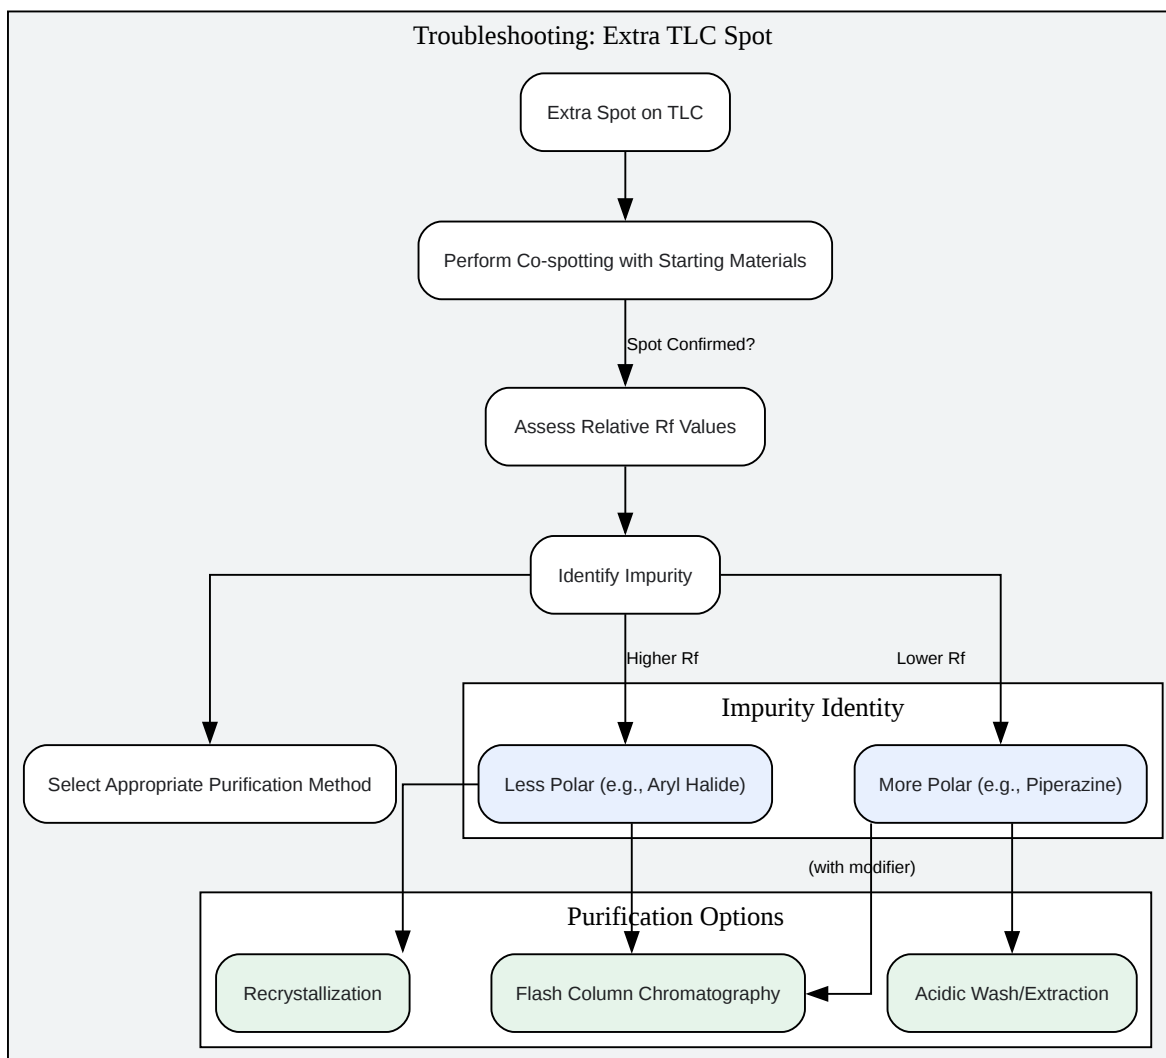 Troubleshooting: Extra TLC Spot
Extra Spot on TLC
Perform Co-spotting with Starting Materials
Spot Confirmed?
Assess Relative Rf Values
Identify Impurity
Higher Rf
Lower Rf
Impurity Identity
Select Appropriate Purification Method
Less Polar (e.g., Aryl Halide)
More Polar (e.g., Piperazine)
(with modifier)
Purification Options
Recrystallization
Flash Column Chromatography
Acidic Wash/Extraction